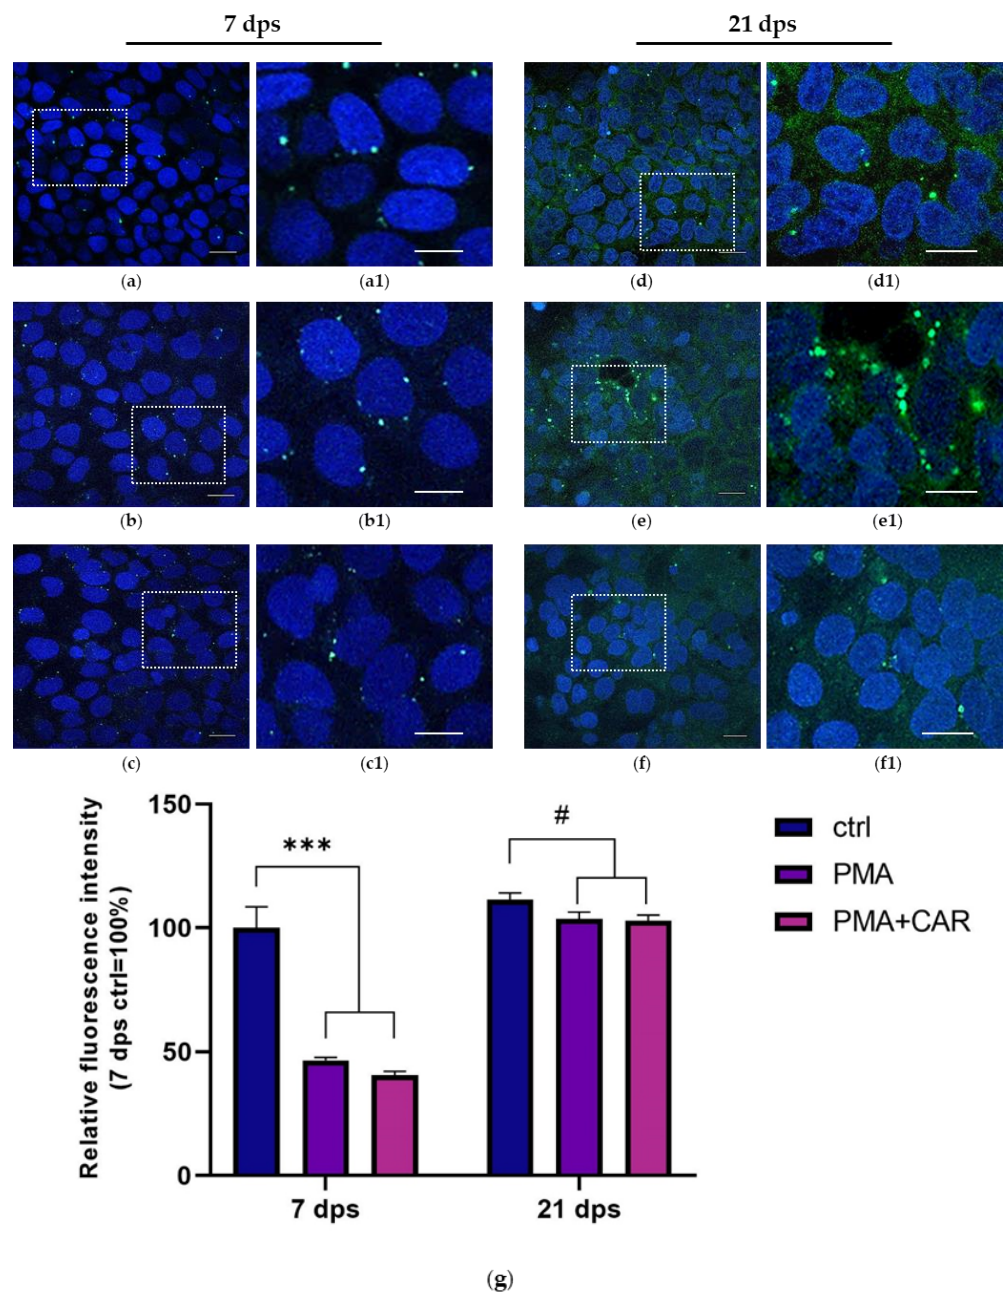 7 dps
21 dps
(a)
(a1)
(d)
(d1)
(b)
(b1)
(e)
(e1)
(c)
(c1)
(f)
(f1)
Relative fluorescence intensity
(7 dps ctrl=100%)
150
100
50
0
***
#
7 dps
21 dps
ctrl
PMA
PMA+CAR
(g)